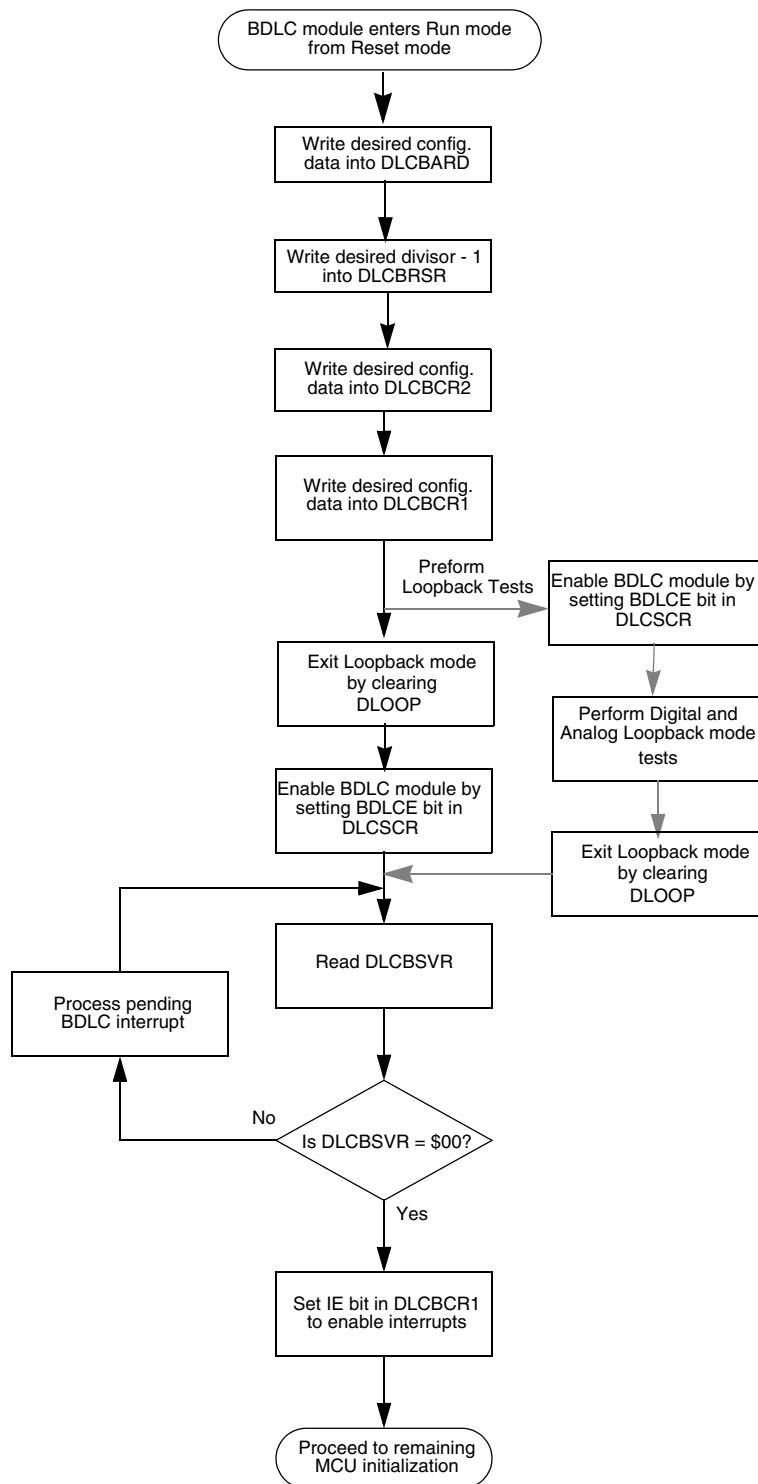 BDLC module enters Run mode
from Reset mode
Write desired config.
data into DLCBARD
Write desired divisor - 1
into DLCBRSR
Write desired config.
data into DLCBCR2
Write desired config.
data into DLCBCR1
Preform
Loopback Tests
Enable BDLC module by
setting BDLCE bit in
DLCSCR
Exit Loopback mode
by clearing
DLOOP
Perform Digital and
Analog Loopback mode
tests
Enable BDLC module by
setting BDLCE bit in
DLCSCR
Exit Loopback mode
by clearing
DLOOP
Read DLCBSVR
Process pending
BDLC interrupt
No
Is DLCBSVR = $00?
Yes
Set IE bit in DLCBCR1
to enable interrupts
Proceed to remaining
MCU initialization